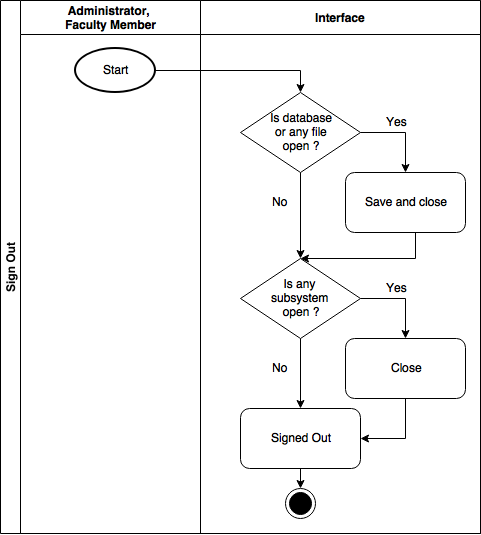 Administrator,
Faculty Member
Interface
Sign Out
Start
Is database
or any file
open ?
Yes
Save and close
No
Is any
subsystem
open ?
Yes
Close
No
Signed Out